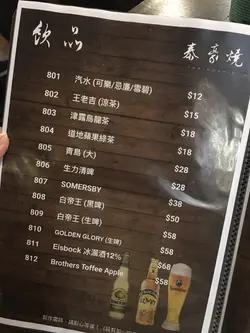 飲品
泰豪燒
801 汽水 (可樂/忌廉/雪碧) $12
802 王老吉 (涼茶) $15
803 津露烏龍茶 $18
804 道地蘋果綠茶 $18
805 青島 (大) $28
806 生力清啤 $28
807 SOMERSBY $38
808 白帝王 (黑啤) $50
809 白帝王 (生啤) $58
810 GOLDEN GLORY (生啤) $58
811 Eisbock 冰溜酒12% $68
812 Brothers Toffee Apple $58